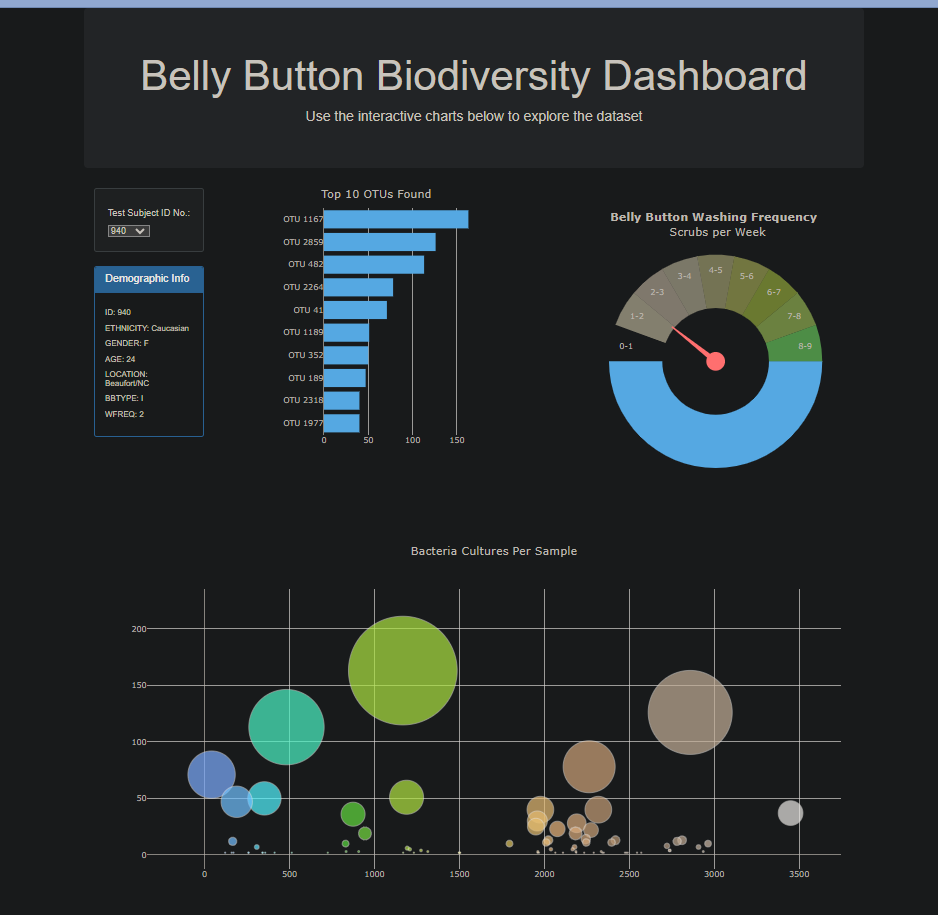 Belly Button Biodiversity Dashboard
Use the interactive charts below to explore the dataset
Test Subject ID No.:
940
Demographic Info
ID: 940
ETHNICITY: Caucasian
GENDER: F
AGE: 24
LOCATION:
Beaufort/NC
BBTYPE: I
WFREQ: 2
Top 10 OTUs Found
OTU 1167
OTU 2859
OTU 482
OTU 2264
OTU 41
OTU 1189
OTU 352
OTU 189
OTU 2318
OTU 1977
0 50 100 150
Belly Button Washing Frequency
Scrubs per Week
0-1
1-2
2-3
3-4
4-5
5-6
6-7
7-8
8-9
Bacteria Cultures Per Sample
200
150
100
50
0
0 500 1000 1500 2000 2500 3000 3500